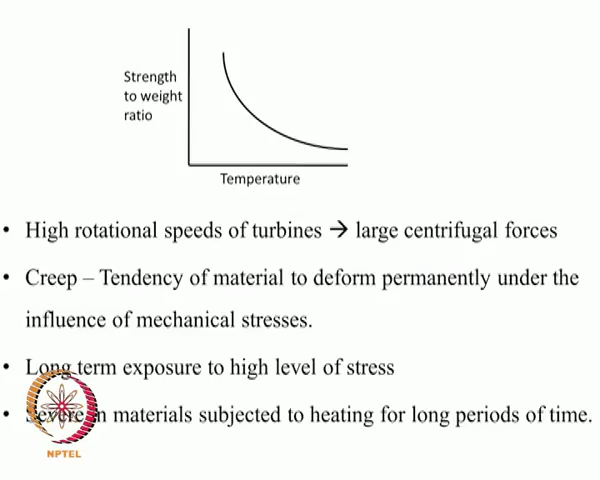 Strength
to weight
ratio
Temperature
• High rotational speeds of turbines → large centrifugal forces
• Creep – Tendency of material to deform permanently under the
influence of mechanical stresses.
• Long term exposure to high level of stress
• Severe in materials subjected to heating for long periods of time.
NPTEL